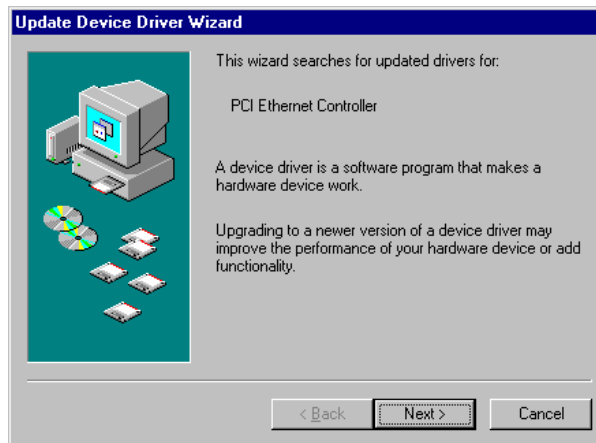 Update Device Driver Wizard
This wizard searches for updated drivers for:
PCI Ethernet Controller
A device driver is a software program that makes a
hardware device work.
Upgrading to a newer version of a device driver may
improve the performance of your hardware device or add
functionality.
< Back
Next >
Cancel